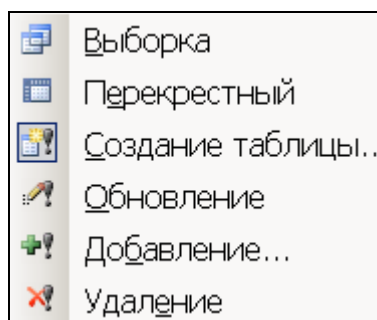 Выборка
Перекрестный
Создание таблицы..
Обновление
Добавление...
Удаление